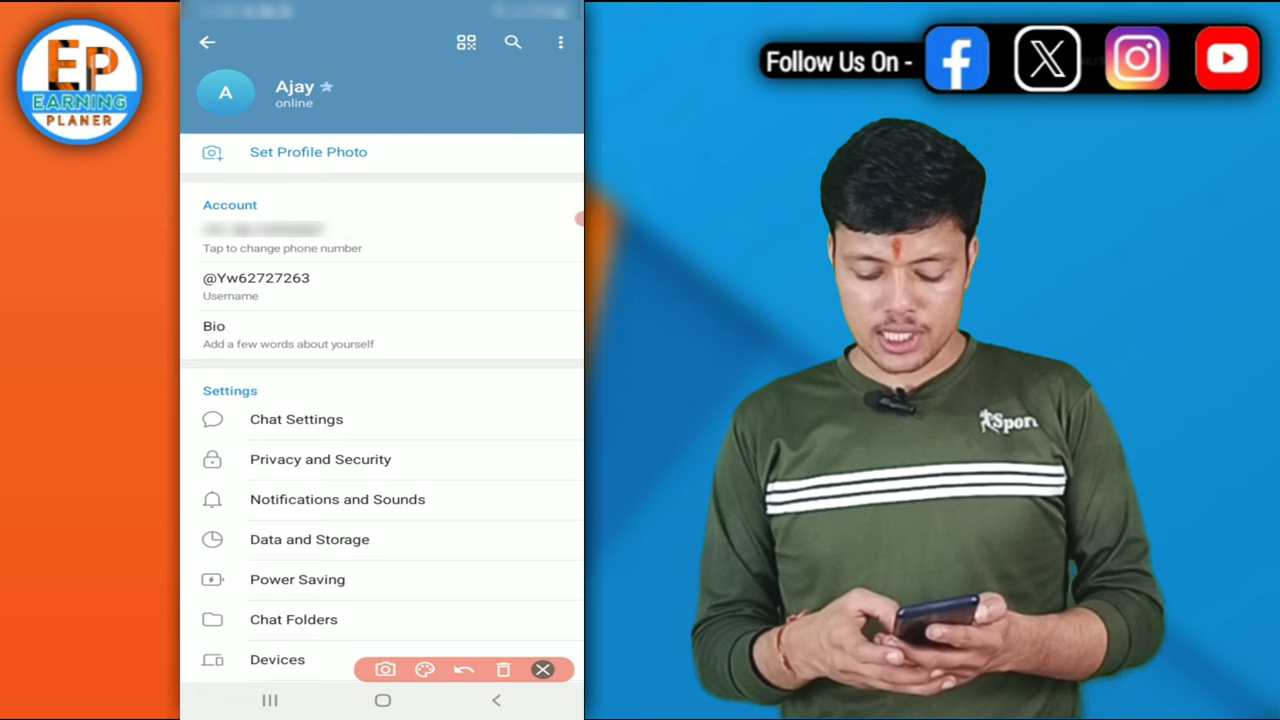 EP
EARNING
PLANER
A
Ajay
online
Set Profile Photo
Account
Tap to change phone number
@Yw62727263
Username
Bio
Add a few words about yourself
Settings
Chat Settings
Privacy and Security
Notifications and Sounds
Data and Storage
Power Saving
Chat Folders
Devices
Follow Us On -
Sport